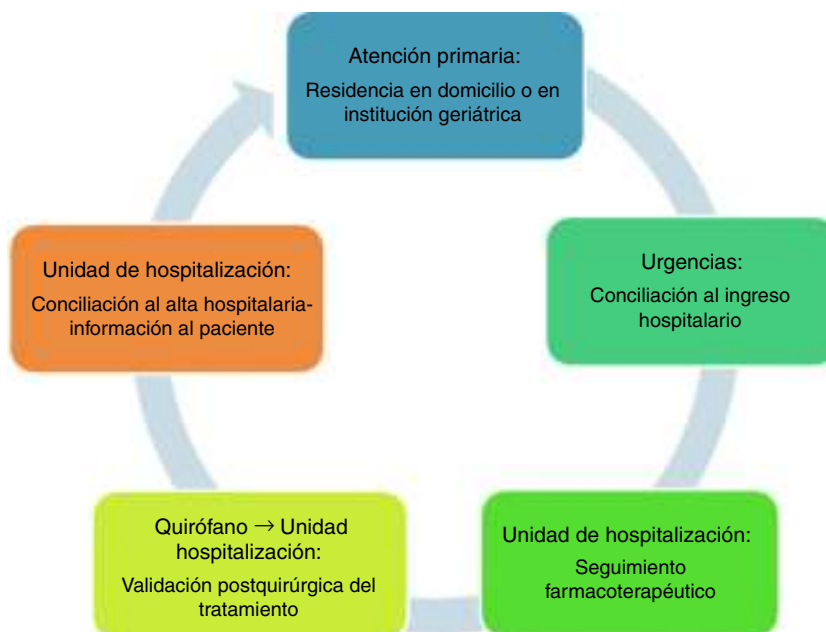 Atención primaria:
Residencia en domicilio o en
institución geriátrica
Urgencias:
Conciliación al ingreso
hospitalario
Unidad de hospitalización:
Seguimiento
farmacoterapéutico
Quirófano → Unidad
hospitalización:
Validación postquirúrgica del
tratamiento
Unidad de hospitalización:
Conciliación al alta hospitalaria-
información al paciente